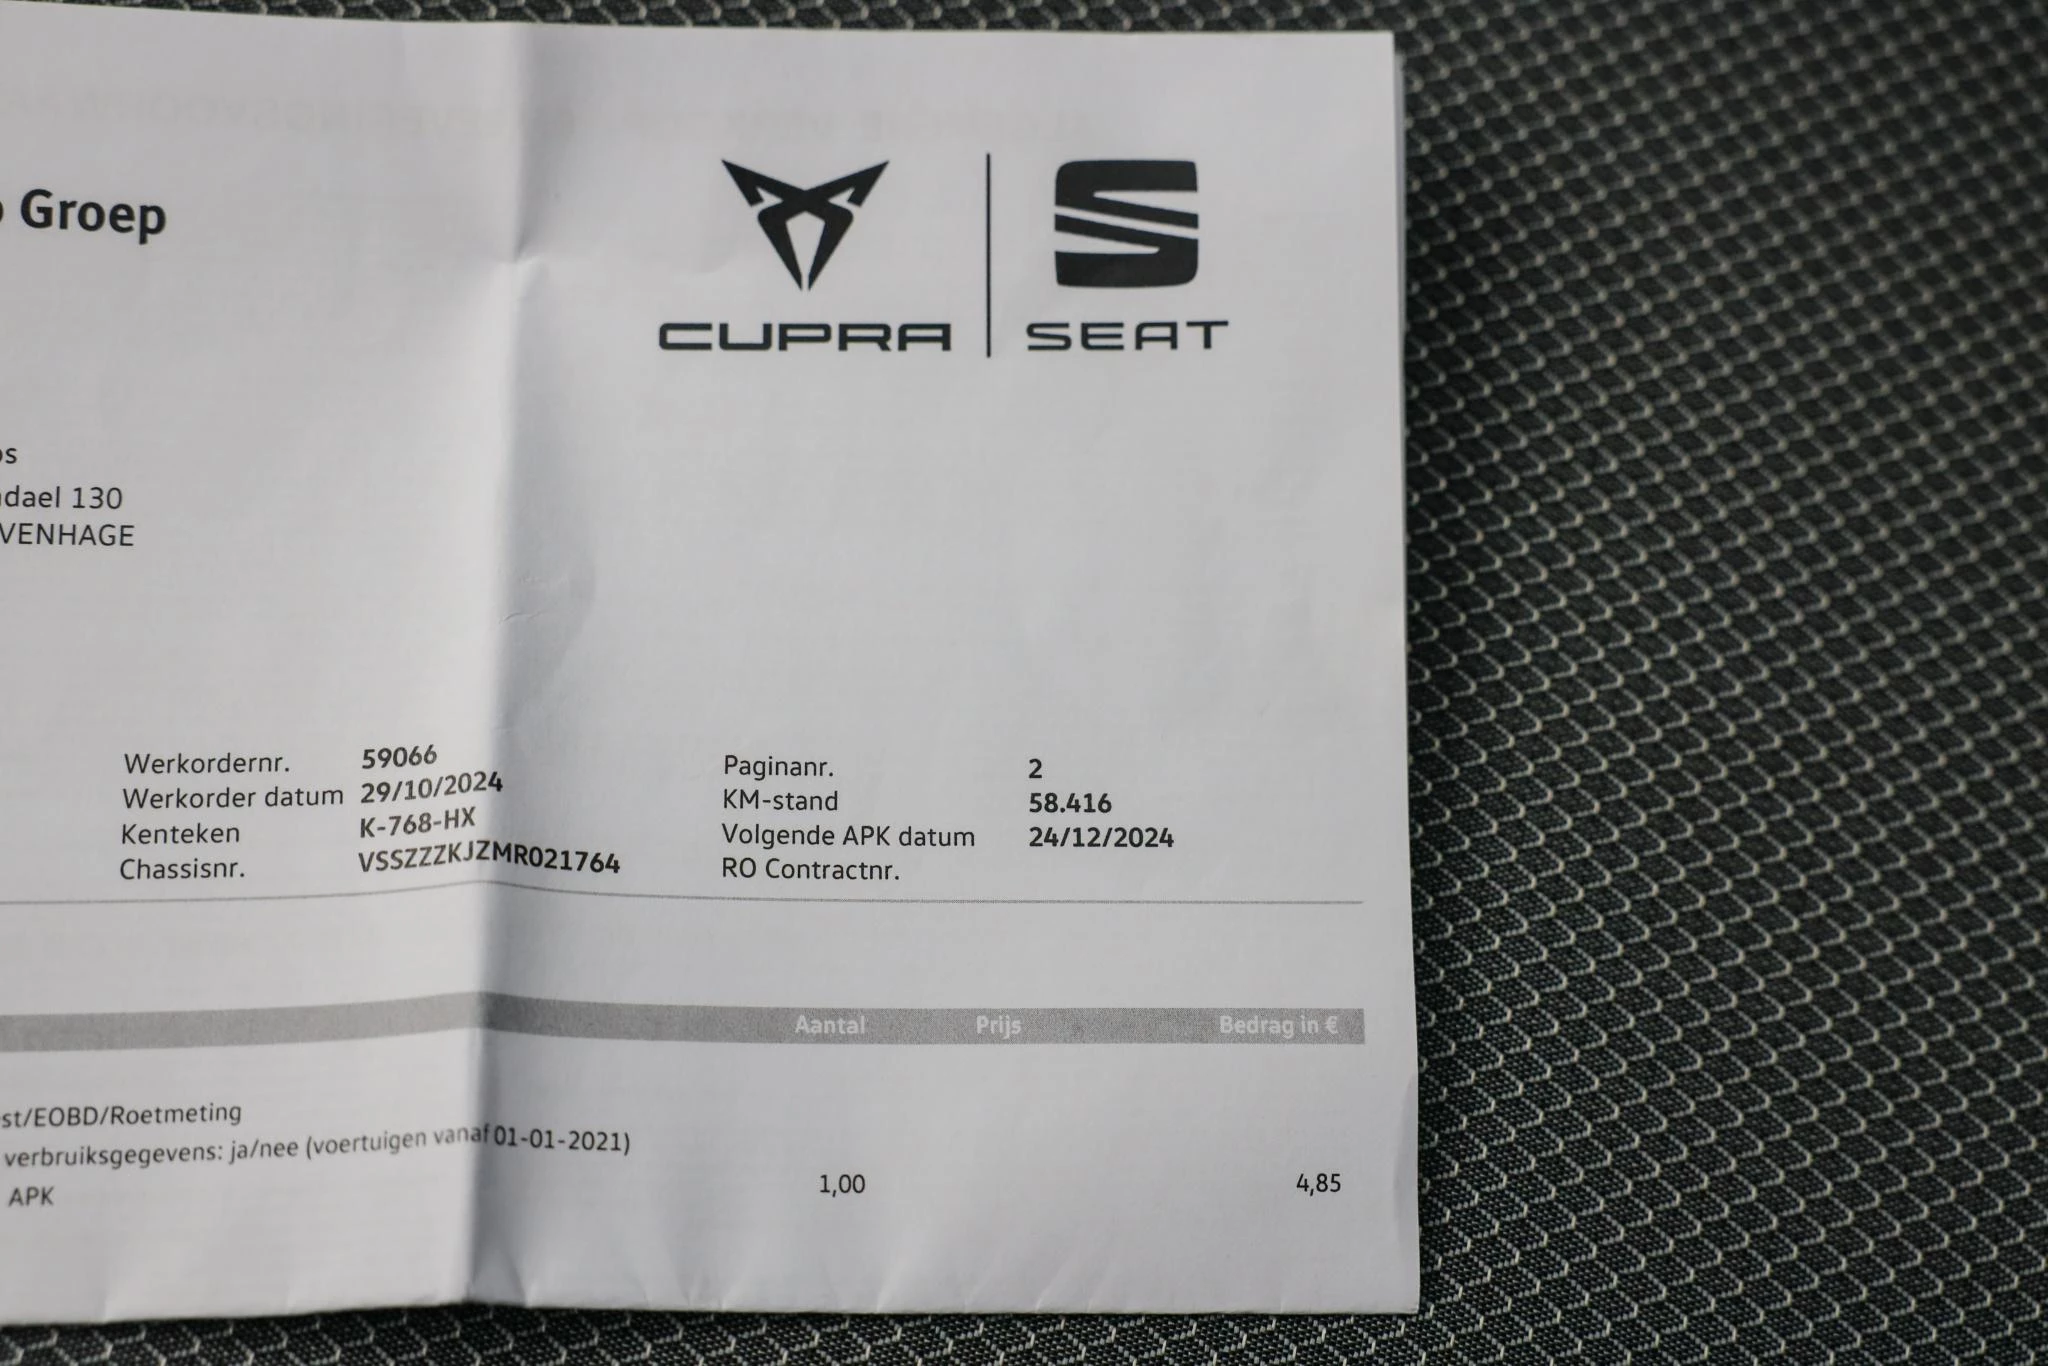 Groep
CUPRA SEAT
dael 130
VENHAGE
Werkordernr. 59066 Paginanr. 2
Werkorder datum 29/10/2024 KM-stand 58.416
Kenteken K-768-HX Volgende APK datum 24/12/2024
Chassisnr. VSSZZZKJZMR021764 RO Contractnr.
Aantal Prijs Bedrag in €
st/EOBD/Roetmeting
verbruiksgegevens: ja/nee (voertuigen vanaf 01-01-2021)
APK 1,00 4,85